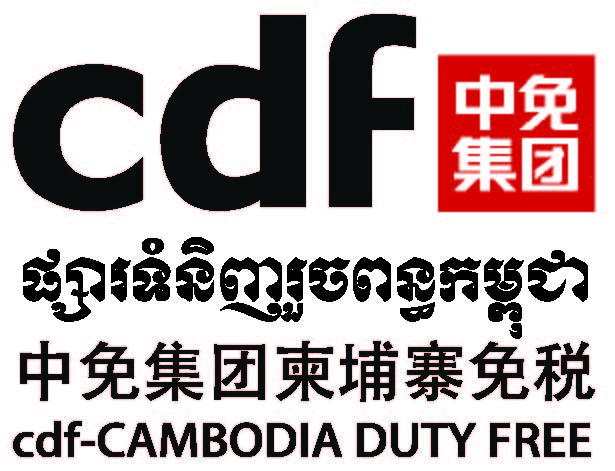 cdf
中免
集团
ផ្សារទំនិញរួចពន្ធកម្ពុជា
中免集团柬埔寨免税
cdf-CAMBODIA DUTY FREE